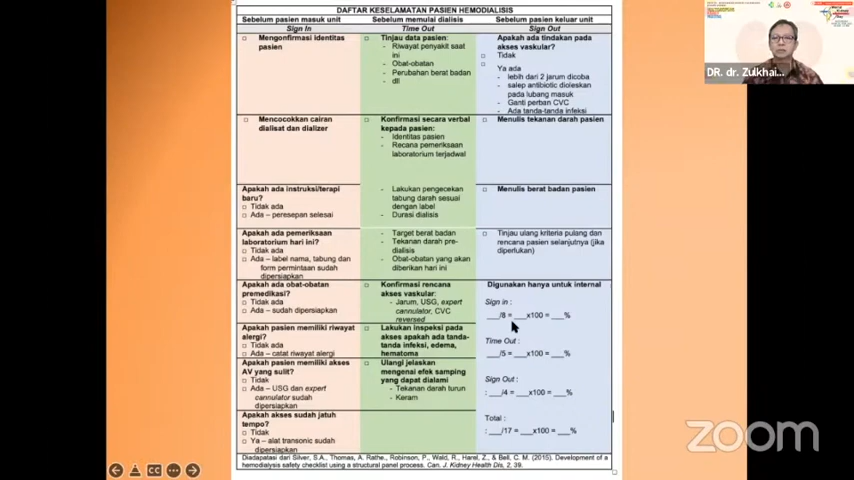 DAFTAR KESELAMATAN PASIEN HEMODIALISIS
Sebelum pasien masuk unit
Sign In
Sebelum memulai dialisis
Time Out
Sebelum pasien keluar unit
Sign Out
Mengonfirmasi identitas
pasien
Tinjau data pasien:
- Riwayat penyakit saat
ini
- Obat-obatan
- Perubahan berat badan
- dll
Apakah ada tindakan pada
akses vaskular?
Tidak
Ya ada
- lebih dari 2 jarum dicoba
- salep antibiotic dioleskan
pada lubang masuk
- Ganti perban CVC
- Ada tanda-tanda infeksi
Mencocokkan cairan
dialisat dan dializer
Konfirmasi secara verbal
kepada pasien:
- Identitas pasien
- Recana pemeriksaan
laboratorium terjadwal
Menulis tekanan darah pasien
Apakah ada instruksi/terapi
baru?
Tidak ada
Ada – peresepan selesai
- Lakukan pengecekan
tabung darah sesual
dengan label
- Durasi dialisis
Menulis berat badan pasien
Apakah ada pemeriksaan
laboratorium hari ini?
Tidak ada
Ada – label nama, tabung dan
form permintaan sudah
dipersiapkan
- Target berat badan
- Tekanan darah pre-
dialisis
- Obat-obatan yang akan
diberikan hari ini
Tinjau ulang kriteria pulang dan
rencana pasien selanjutnya (jika
diperlukan)
Apakah ada obat-obatan
premedikasi?
Tidak ada
Ada – sudah dipersiapkan
Konfirmasi rencana
akses vaskular:
- Jarum, USG, expert
cannulator, CVC
reversed
Digunakan hanya untuk internal
Sign in :
___/8 = ___x100 = ___%
Time Out :
___/5 = ___x100 = ___%
Sign Out :
: ___/4 = ___x100 = ___%
Total :
: ___/17 = ___x100 = ___%
Apakah pasien memiliki riwayat
alergi?
Tidak ada
Ada – catat riwayat alergi
Lakukan inspeksi pada
akses apakah ada tanda-
tanda infeksi, edema,
hematoma
Apakah pasien memiliki akses
AV yang sulit?
Tidak
Ada – USG dan expert
cannulator sudah
dipersiapkan
Ulangi jelaskan
mengenai efek samping
yang dapat dialami
- Tekanan darah turun
- Keram
Apakah akses sudah jatuh
tempo?
Tidak
Ya – alat transonic sudah
dipersiapkan
Diadapatasi dari Silver, S.A., Thomas, A. Rathe, Robinson, P., Wald, R., Harel, Z., & Bell, C. M. (2015). Development of a
hemodialysis safety checklist using a structural panel process. Can. J. Kidney Health Dis, 2, 39.
DR. dr. Zulkhai...
zoom
CC